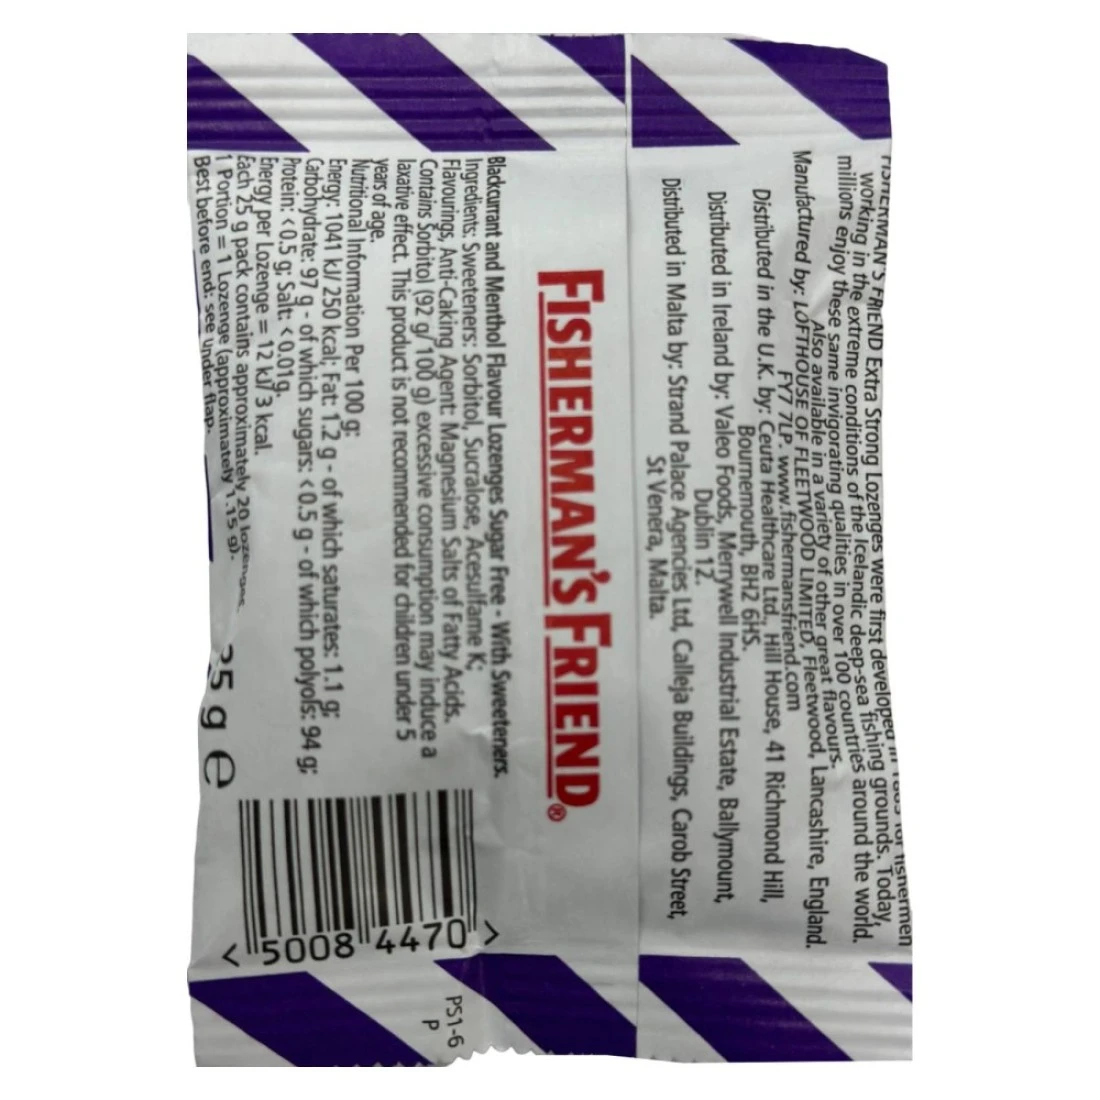 FISHERMAN'S FRIEND Extra Strong Lozenges were first developed in 1865 for fishermen
working in the extreme conditions of the Icelandic deep-sea fishing grounds. Today,
millions enjoy these same invigorating qualities in over 100 countries around the world.
Also available in a variety of other great flavours.
Manufactured by: LOFTHOUSE OF FLEETWOOD LIMITED, Fleetwood, Lancashire, England.
FY7 7LP. www.fishermansfriend.com
Distributed in the U.K. by: Ceuta Healthcare Ltd., Hill House, 41 Richmond Hill,
Bournemouth, BH2 6HS.
Distributed in Ireland by: Valeo Foods, Merrywell Industrial Estate, Ballymount,
Dublin 12.
Distributed in Malta by: Strand Palace Agencies Ltd, Calleja Buildings, Carob Street,
St Venera, Malta.
FISHERMAN'S FRIEND®
Blackcurrant and Menthol Flavour Lozenges Sugar Free - With Sweeteners.
Ingredients: Sweeteners: Sorbitol, Sucralose, Acesulfame K;
Flavourings, Anti-Caking Agent: Magnesium Salts of Fatty Acids.
Contains Sorbitol (92 g/100 g) excessive consumption may induce a
laxative effect. This product is not recommended for children under 5
years of age.
Nutritional Information Per 100 g:
Energy: 1041 kJ/ 250 kcal; Fat: 1.2 g - of which saturates: 1.1 g;
Carbohydrate: 97 g - of which sugars: <0.5 g - of which polyols: 94 g;
Protein: <0.5 g; Salt: <0.01g.
Energy per Lozenge = 12 kJ/ 3 kcal.
Each 25 g pack contains approximately 20 lozenges.
1 Portion = 1 Lozenge (approximately 1.15 g).
Best before end: see under flap.
25 g e
<5008 4470>
PS1-6
P